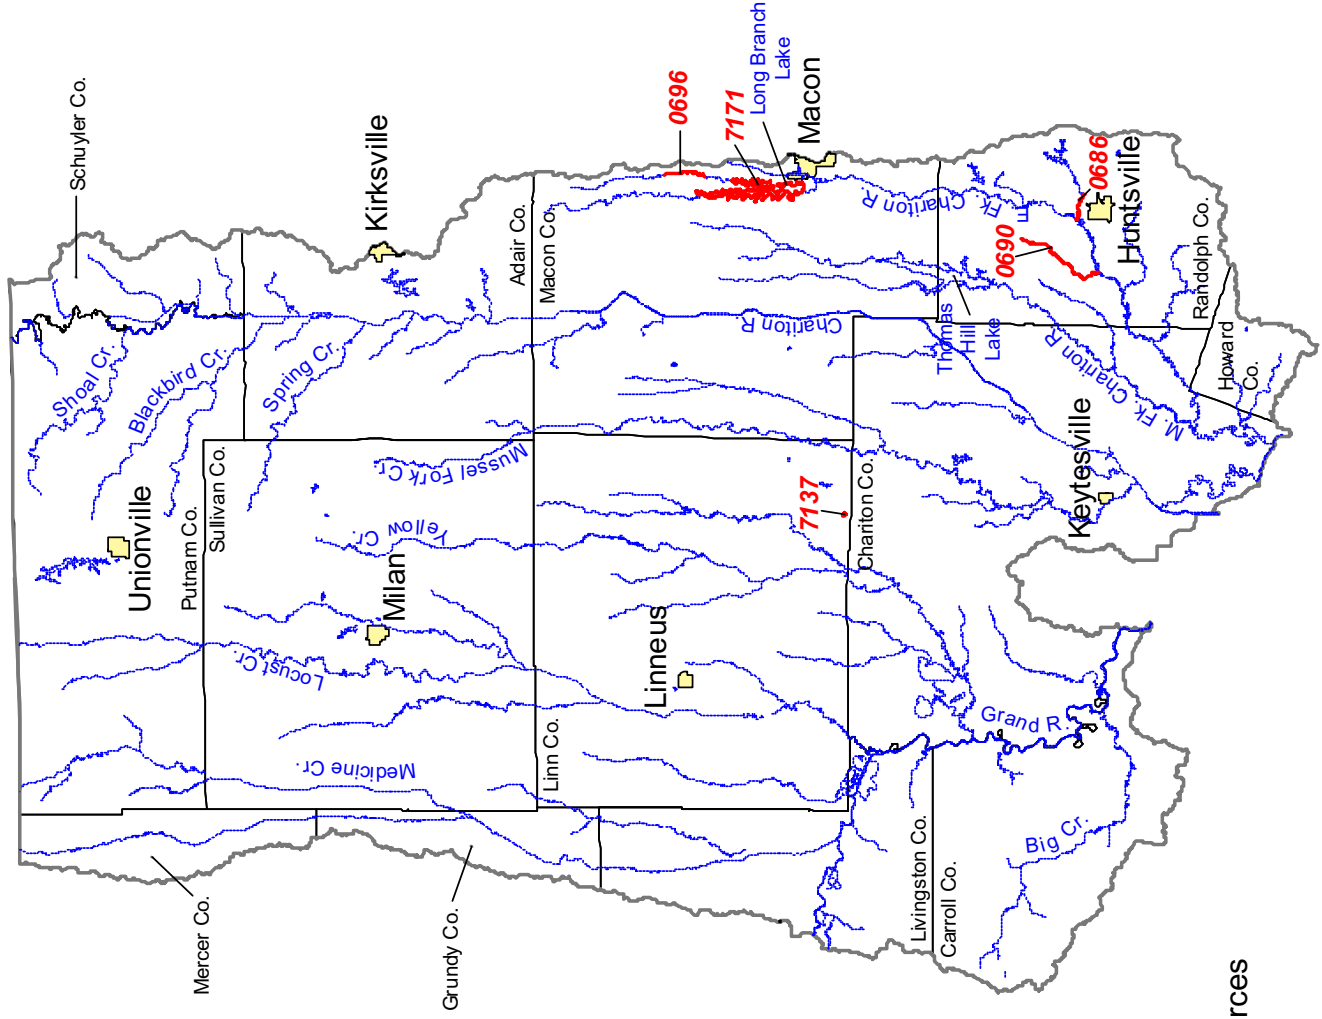 Schuyler Co.
Kirksville
0696
7171
Long Branch
Lake
Macon
Shoal Cr.
Blackbird Cr.
Spring Cr.
Adair Co.
Macon Co.
E. Fk. Chariton R
0686
Huntsville
0690
Randolph Co.
Howard
Co.
Chariton R
Thomas
Hill
Lake
M. Fk. Chariton R
Unionville
Putnam Co.
Sullivan Co.
Mussel Fork Cr.
Yellow Cr.
7137
Chariton Co.
Keytesville
Milan
Locust Cr.
Linneus
Medicine Cr.
Linn Co.
Grand R.
Mercer Co.
Grundy Co.
Livingston Co.
Carroll Co.
Big Cr.
rces